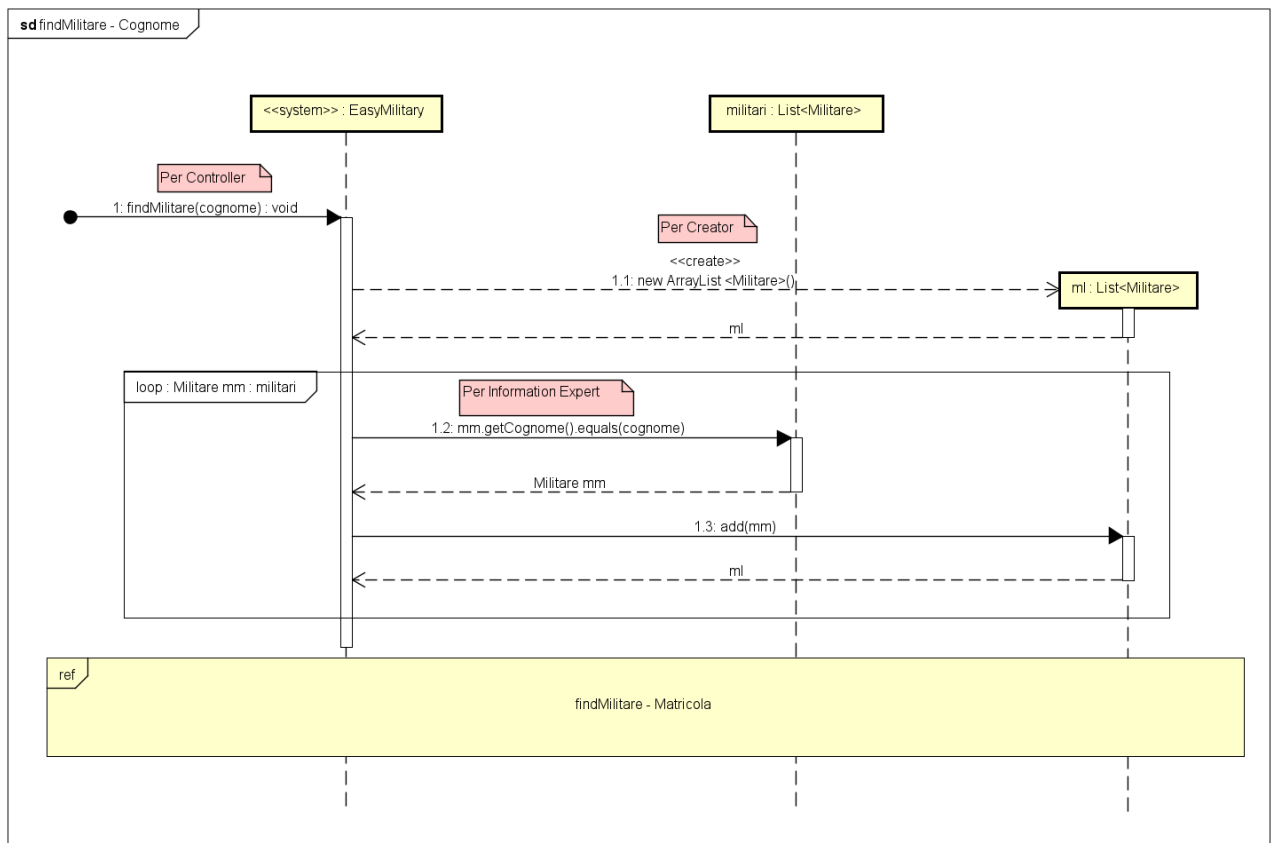 sd findMilitare - Cognome
<<system>> : EasyMilitary
militari : List<Militare>
Per Controller
1: findMilitare(cognome) : void
Per Creator
<<create>>
1.1: new ArrayList <Militare>()
ml : List<Militare>
ml
loop : Militare mm : militari
Per Information Expert
1.2: mm.getCognome().equals(cognome)
Militare mm
1.3: add(mm)
ml
ref
findMilitare - Matricola